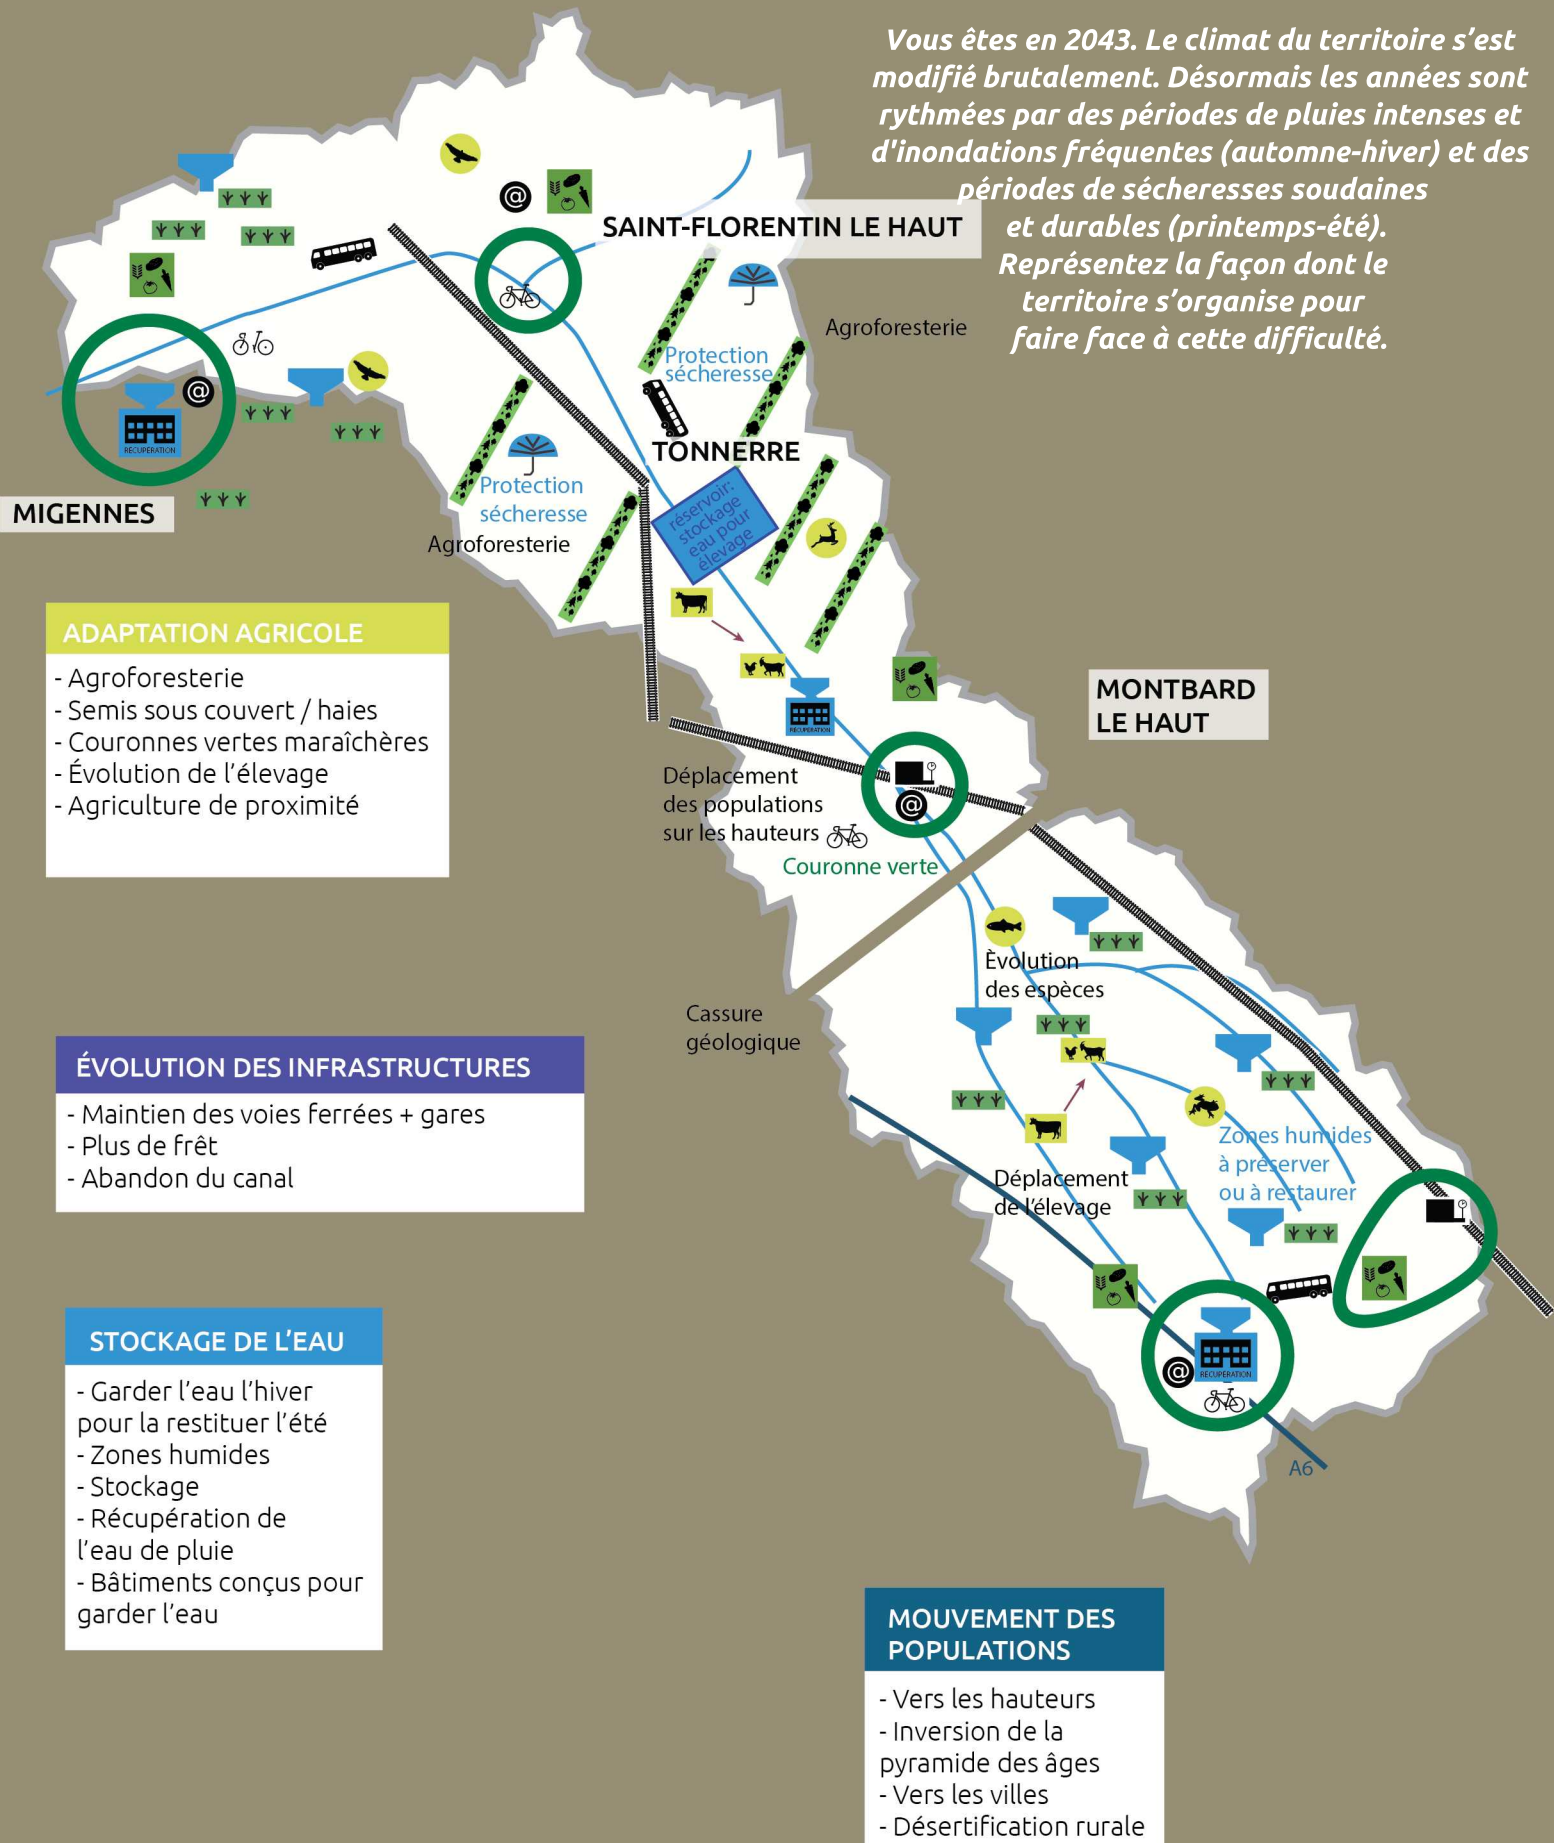 Vous êtes en 2043. Le climat du territoire s’est
modifié brutalement. Désormais les années sont
rythmées par des périodes de pluies intenses et
d'inondations fréquentes (automne-hiver) et des
périodes de sécheresses soudaines
et durables (printemps-été).
Représentez la façon dont le
territoire s’organise pour
faire face à cette difficulté.
@
SAINT-FLORENTIN LE HAUT
Agroforesterie
Protection
sécheresse
@
RÉCUPÉRATION
MIGENNES
TONNERRE
Protection
sécheresse
Agroforesterie
réservoir:
stockage
eau pour
élevage
ADAPTATION AGRICOLE
- Agroforesterie
- Semis sous couvert / haies
- Couronnes vertes maraîchères
- Évolution de l’élevage
- Agriculture de proximité
MONTBARD
LE HAUT
RÉCUPÉRATION
Déplacement
des populations
sur les hauteurs
@
Couronne verte
Èvolution
des espèces
Cassure
géologique
ÉVOLUTION DES INFRASTRUCTURES
- Maintien des voies ferrées + gares
- Plus de frêt
- Abandon du canal
Zones humides
à préserver
ou à restaurer
Déplacement
de l’élevage
STOCKAGE DE L’EAU
- Garder l’eau l’hiver
pour la restituer l’été
- Zones humides
- Stockage
- Récupération de
l’eau de pluie
- Bâtiments conçus pour
garder l’eau
@
RÉCUPÉRATION
A6
MOUVEMENT DES
POPULATIONS
- Vers les hauteurs
- Inversion de la
pyramide des âges
- Vers les villes
- Désertification rurale